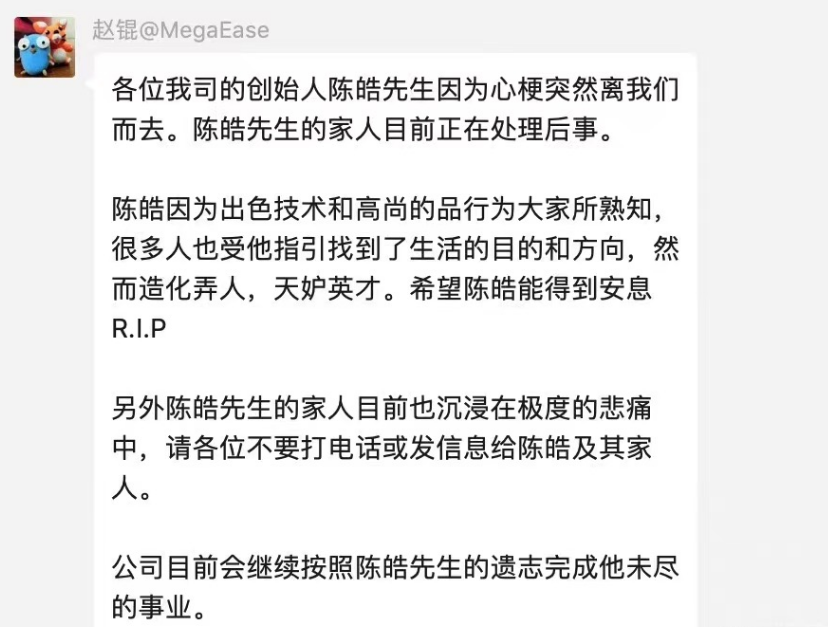 赵锟@MegaEase
各位我司的创始人陈皓先生因为心梗突然离我们
而去。陈皓先生的家人目前正在处理后事。
陈皓因为出色技术和高尚的品行为大家所熟知，
很多人也受他指引找到了生活的目的和方向，然
而造化弄人，天妒英才。希望陈皓能得到安息
R.I.P
另外陈皓先生的家人目前也沉浸在极度的悲痛
中，请各位不要打电话或发信息给陈皓及其家
人。
公司目前会继续按照陈皓先生的遗志完成他未尽
的事业。